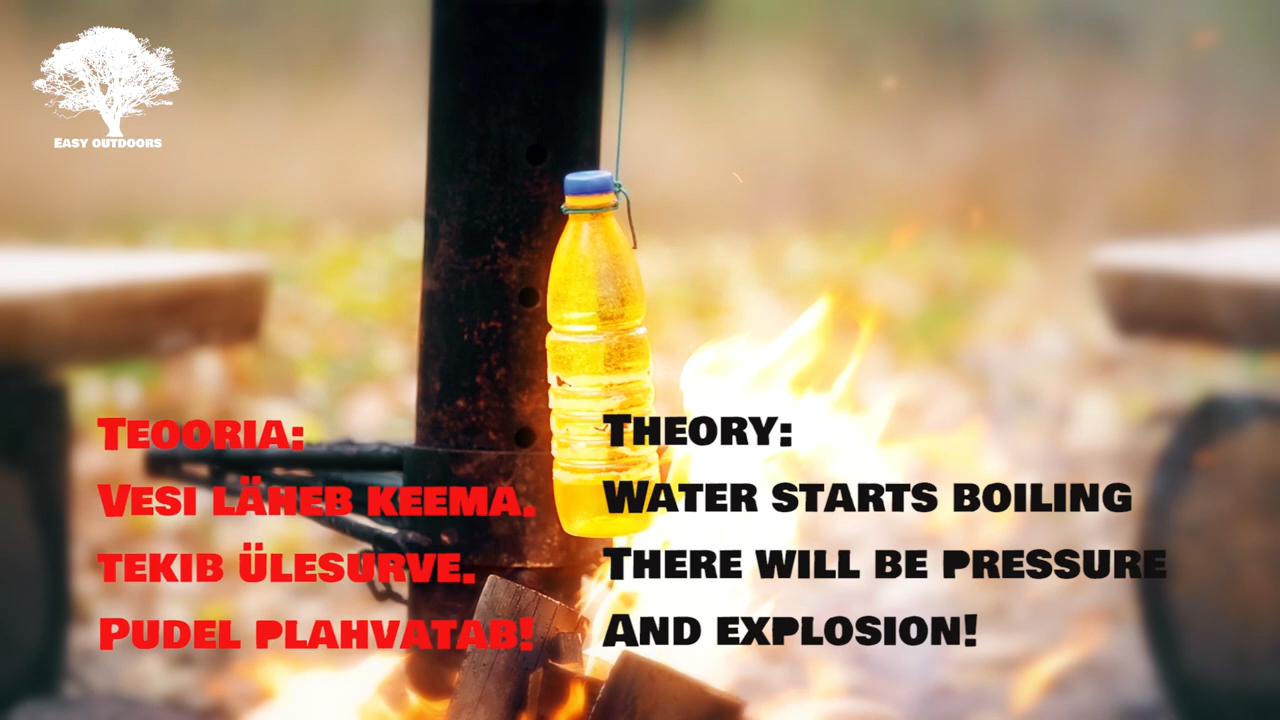 EASY OUTDOORS
TEOORIA:
VESI LÄHEB KEEMA.
TEKIB ÜLESURVE.
PUDEL PLAHVATAB!
THEORY:
WATER STARTS BOILING
THERE WILL BE PRESSURE
AND EXPLOSION!